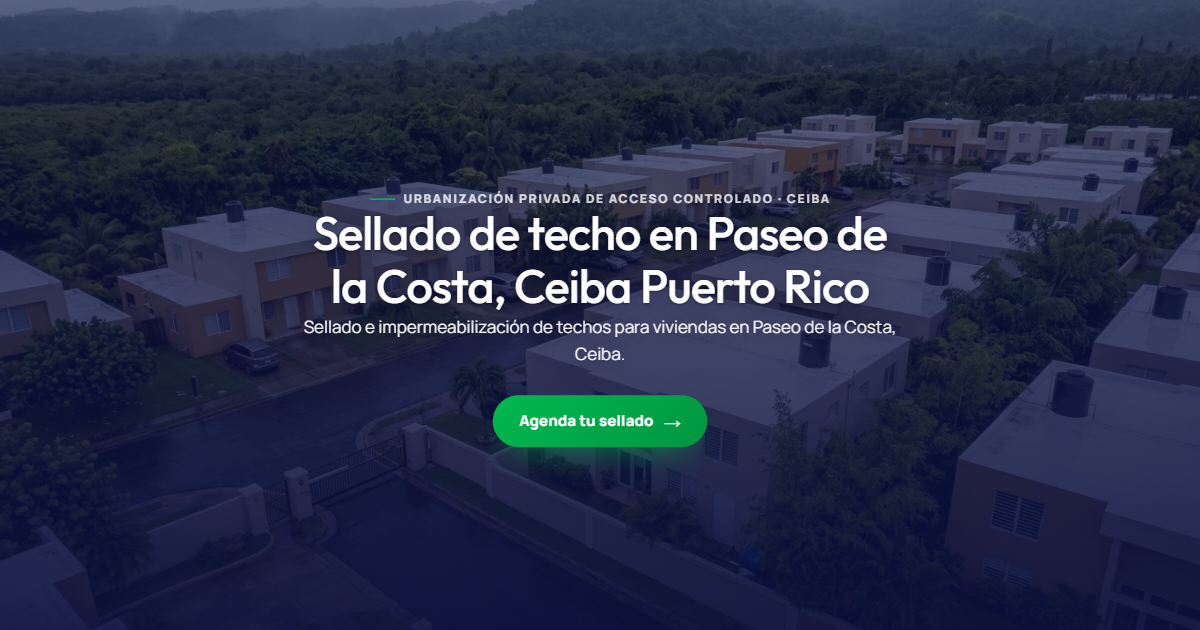 URBANIZACIÓN PRIVADA DE ACCESO CONTROLADO · CEIBA
Sellado de techo en Paseo de
la Costa, Ceiba Puerto Rico
Sellado e impermeabilización de techos para viviendas en Paseo de la Costa,
Ceiba.
Agenda tu sellado →